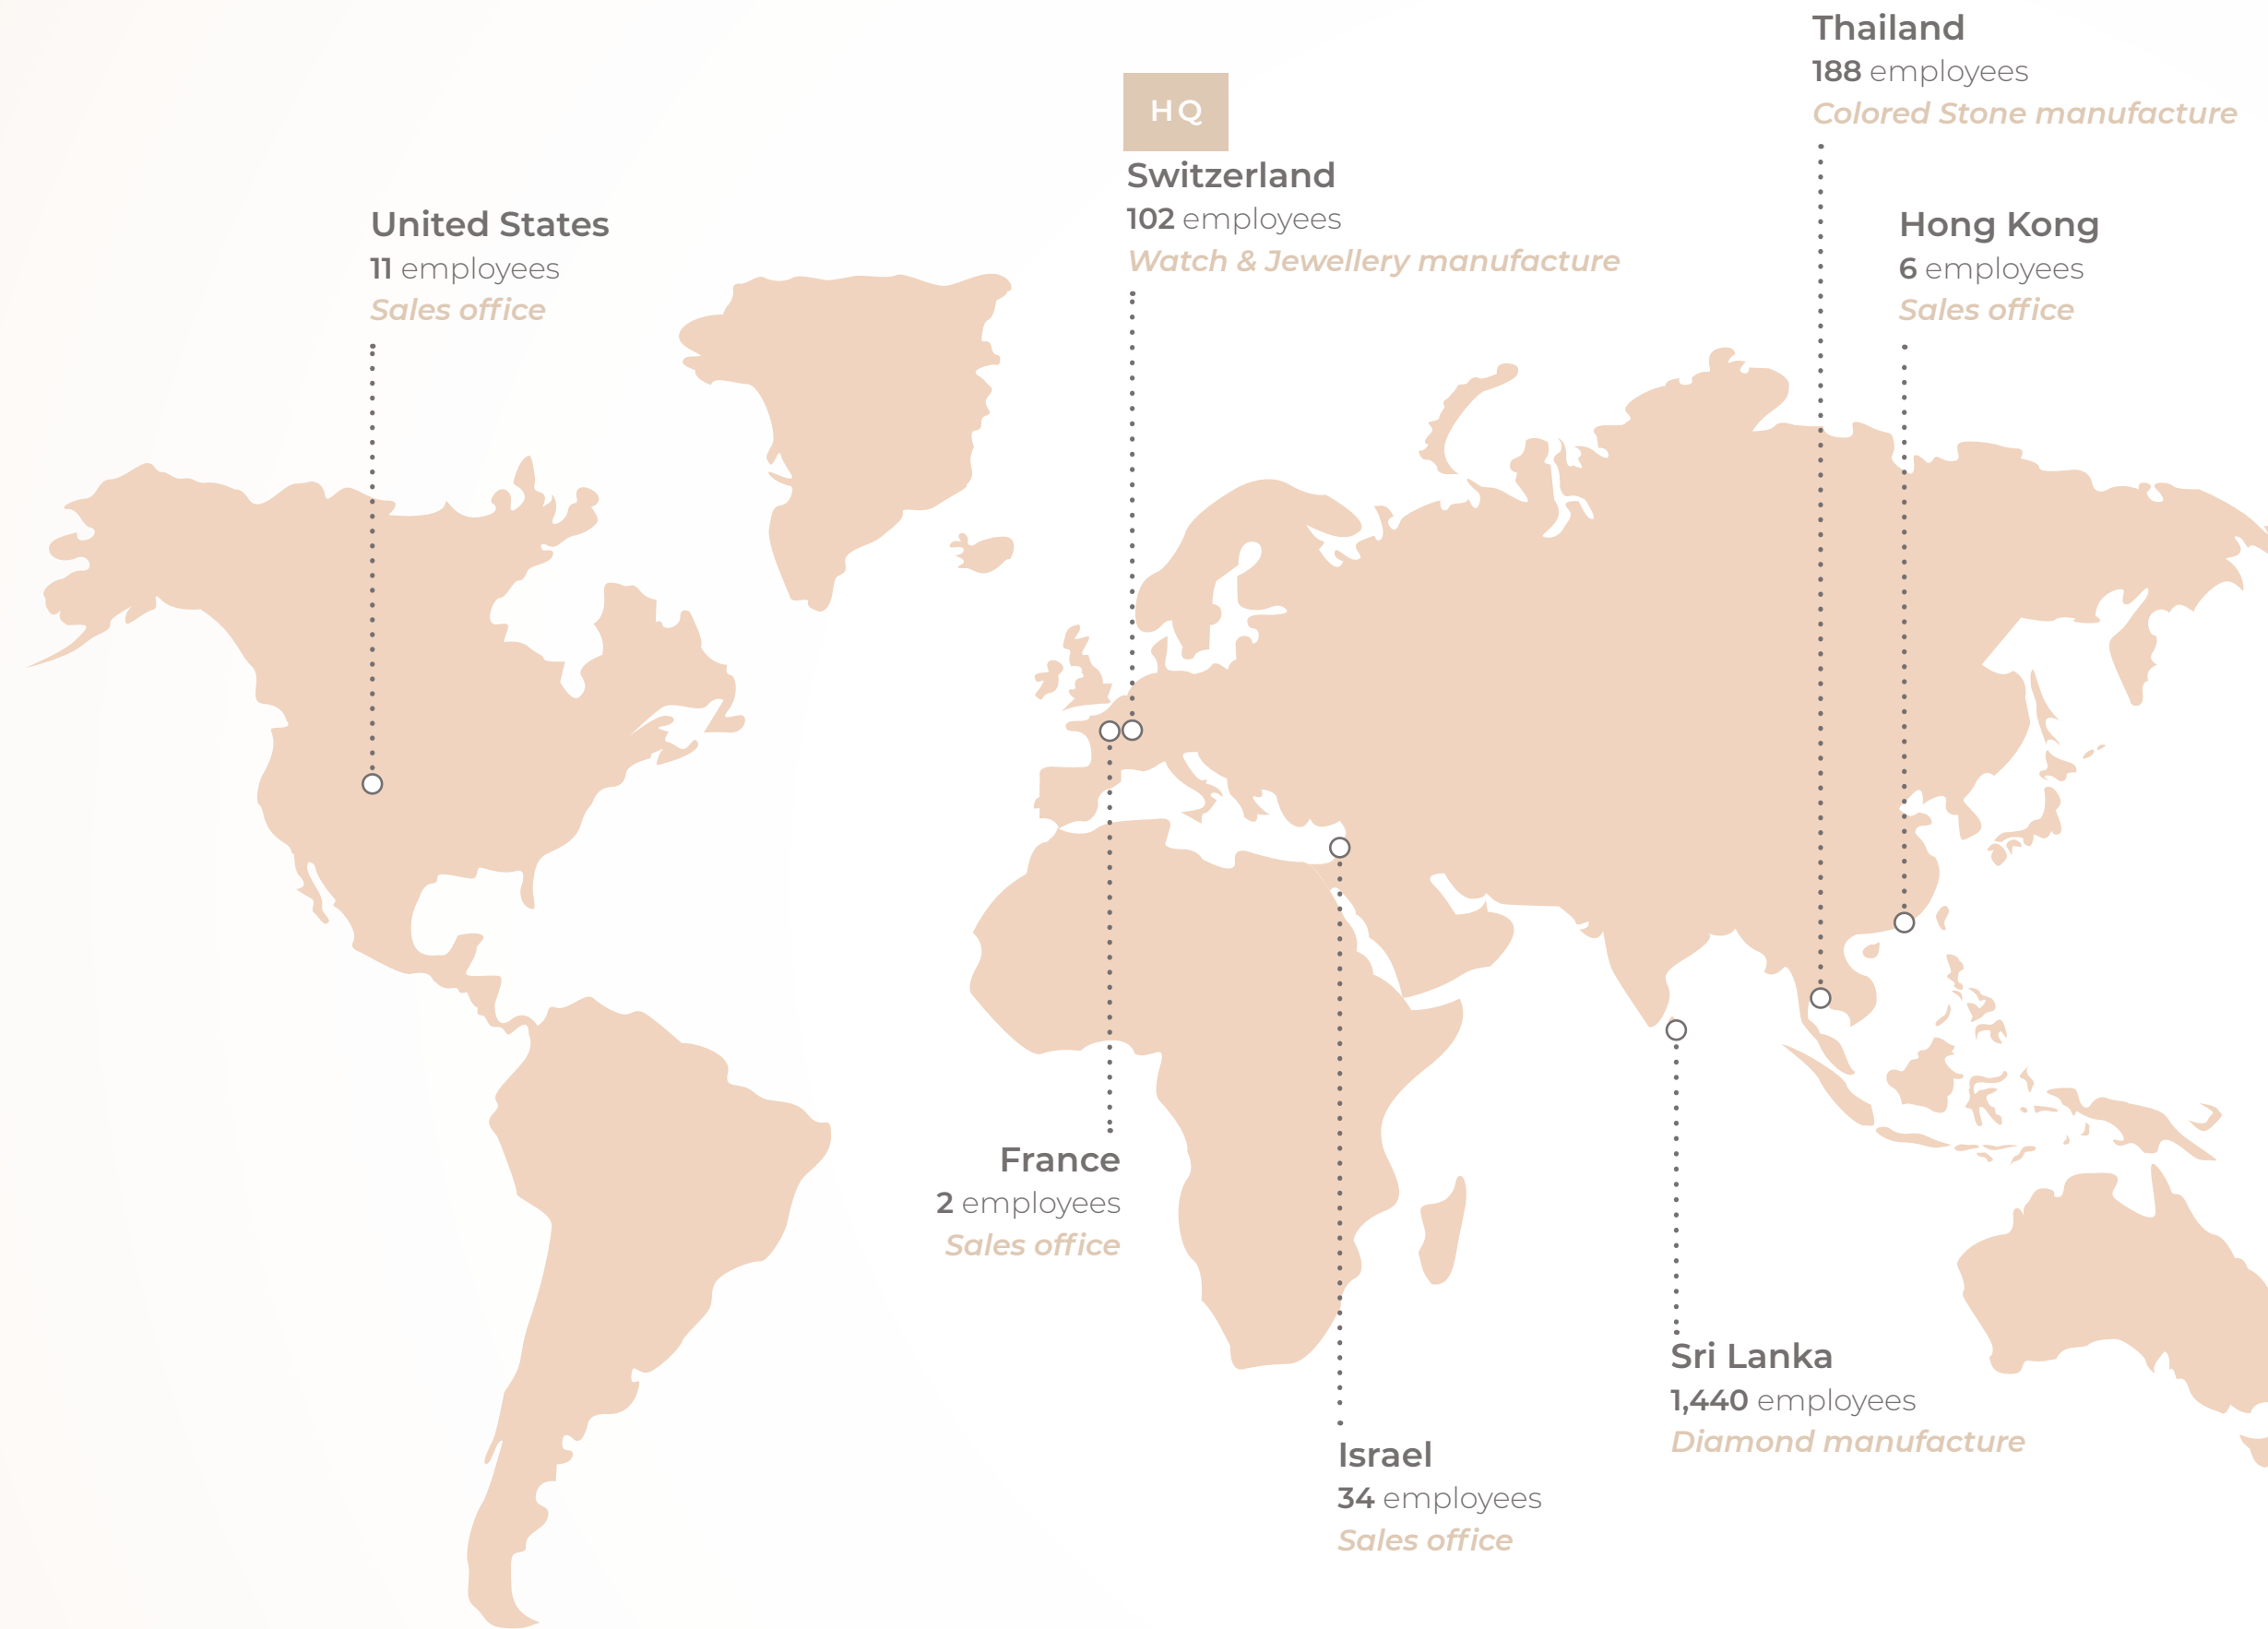 Thailand
188 employees
Colored Stone manufacture
HQ
Switzerland
102 employees
Watch & Jewellery manufacture
United States
11 employees
Sales office
Hong Kong
6 employees
Sales office
France
2 employees
Sales office
Sri Lanka
1,440 employees
Diamond manufacture
Israel
34 employees
Sales office